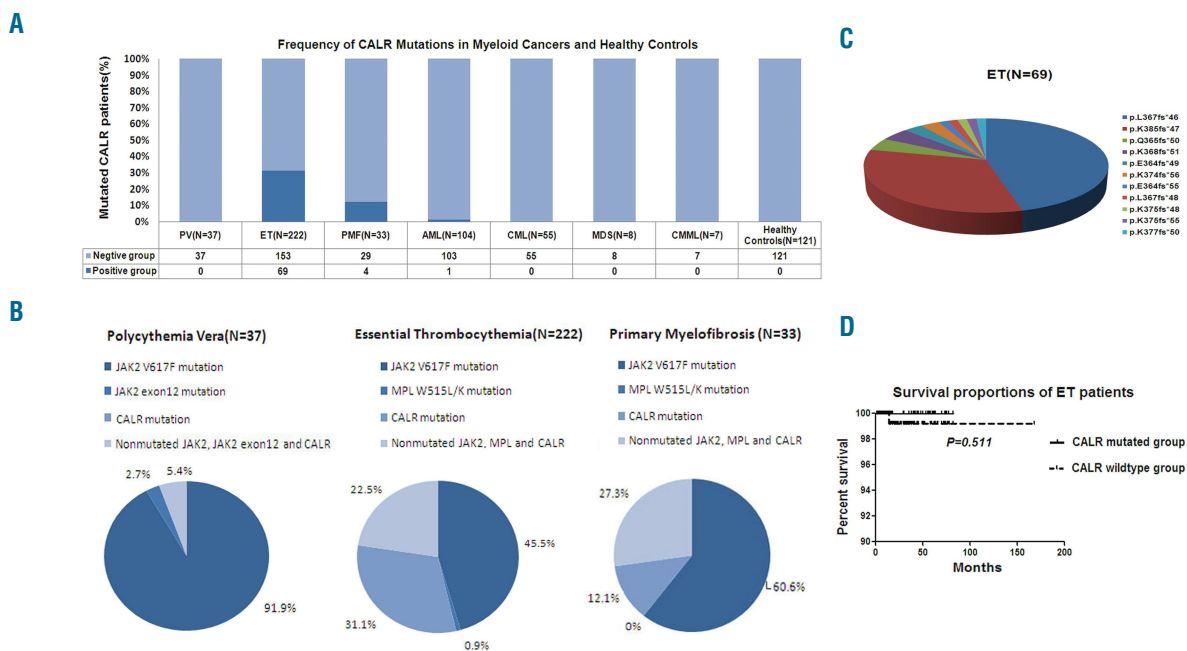 A
Frequency of CALR Mutations in Myeloid Cancers and Healthy Controls
Mutated CALR patients(%)
100%
90%
80%
70%
60%
50%
40%
30%
20%
10%
0%
PV(N=37) ET(N=222) PMF(N=33) AML(N=104) CML(N=55) MDS(N=8) CMML(N=7) Healthy Controls(N=121)
Negtive group 37 153 29 103 55 8 7 121
Positive group 0 69 4 1 0 0 0 0
B
Polycythemia Vera(N=37)
JAK2 V617F mutation
JAK2 exon12 mutation
CALR mutation
Nonmutated JAK2, JAK2 exon12 and CALR
2.7%
5.4%
91.9%
Essential Thrombocythemia(N=222)
JAK2 V617F mutation
MPL W515L/K mutation
CALR mutation
Nonmutated JAK2, MPL and CALR
22.5%
45.5%
31.1%
0.9%
Primary Myelofibrosis (N=33)
JAK2 V617F mutation
MPL W515L/K mutation
CALR mutation
Nonmutated JAK2, MPL and CALR
27.3%
60.6%
12.1%
0%
C
ET(N=69)
p.L367fs*46
p.K385fs*47
p.Q365fs*50
p.K368fs*51
p.E364fs*49
p.K374fs*56
p.E364fs*55
p.L367fs*48
p.K375fs*48
p.K375fs*55
p.K377fs*50
D
Survival proportions of ET patients
Percent survival
100
98
96
94
92
90
P=0.511
CALR mutated group
CALR wildtype group
0 50 100 150 200
Months